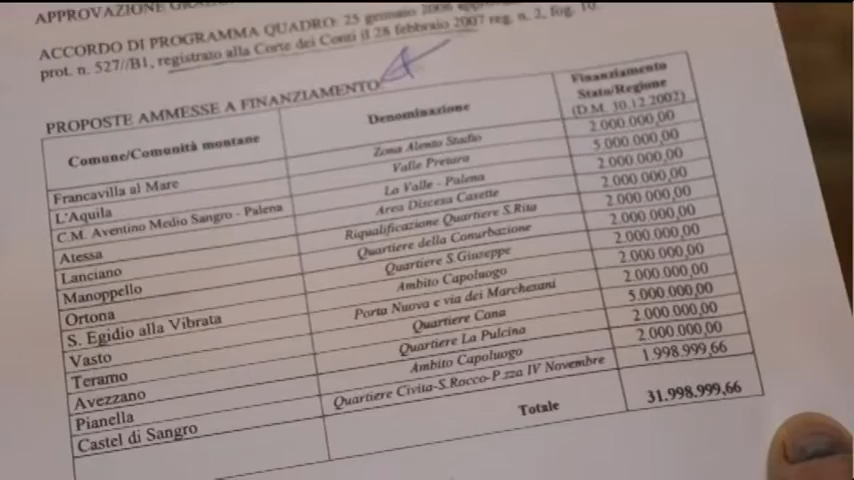 APPROVAZIONE
ACCORDO DI PROGRAMMA QUADRO: 25 gennaio 2006
prot. n. 527//B1, registrato alla Corte dei Conti il 28 febbraio 2007 reg. n. 2, fog. 10.
PROPOSTE AMMESSE A FINANZIAMENTO
Comune/Comunità montane Denominazione Finanziamento Stato/Regione (D.M. 30.12.2002)
Francavilla al Mare Zona Alento Stadio 2.000.000,00
L'Aquila Valle Pretara 5.000.000,00
C.M. Aventino Medio Sangro - Palena La Valle - Palena 2.000.000,00
Atessa Area Discesa Casette 2.000.000,00
Lanciano Riqualificazione Quartiere S.Rita 2.000.000,00
Manoppello Quartiere della Conurbazione 2.000.000,00
Ortona Quartiere S.Giuseppe 2.000.000,00
S. Egidio alla Vibrata Ambito Capoluogo 2.000.000,00
Vasto Porta Nuova e via dei Marchesani 2.000.000,00
Teramo Quartiere Cona 5.000.000,00
Avezzano Quartiere La Pulcina 2.000.000,00
Pianella Ambito Capoluogo 2.000.000,00
Castel di Sangro Quartiere Civita-S.Rocco-P.zza IV Novembre 1.998.999,66
Totale 31.998.999,66